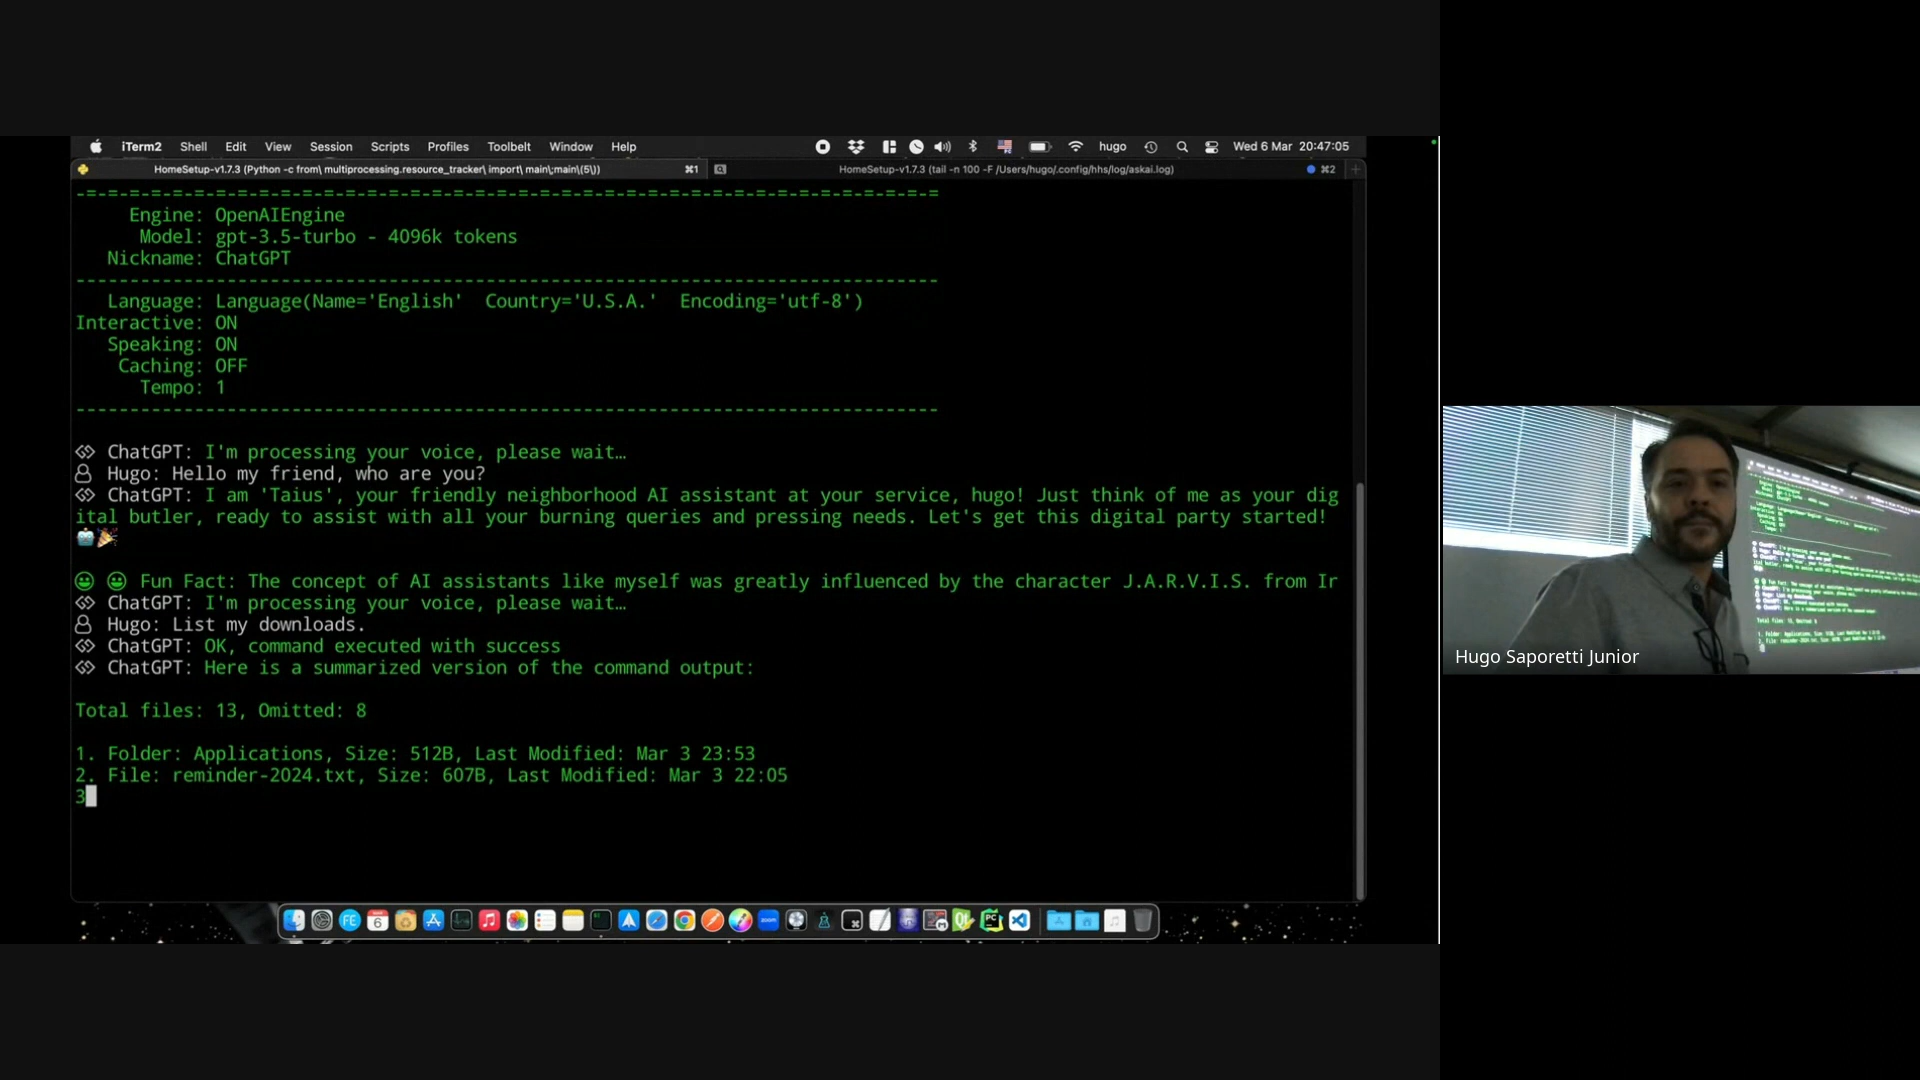 iTerm2 Shell Edit View Session Scripts Profiles Toolbelt Window Help hugo Wed 6 Mar 20:47:05
HomeSetup-v1.7.3 (Python -c from\ multiprocessing.resource_tracker\ import\ main\;main\(5\)) ⌘1 HomeSetup-v1.7.3 (tail -n 100 -F /Users/hugo/.config/hhs/log/askai.log) ⌘2
-=-=-=-=-=-=-=-=-=-=-=-=-=-=-=-=-=-=-=-=-=-=-=-=-=-=-=-=-=-=-=-=-=-=-=-=-=-=-=-=
Engine: OpenAIEngine
Model: gpt-3.5-turbo - 4096k tokens
Nickname: ChatGPT
--------------------------------------------------------------------------------
Language: Language(Name='English' Country='U.S.A.' Encoding='utf-8')
Interactive: ON
Speaking: ON
Caching: OFF
Tempo: 1
--------------------------------------------------------------------------------
ChatGPT: I'm processing your voice, please wait…
Hugo: Hello my friend, who are you?
ChatGPT: I am 'Taius', your friendly neighborhood AI assistant at your service, hugo! Just think of me as your dig
ital butler, ready to assist with all your burning queries and pressing needs. Let's get this digital party started!
🤖🎉
😀 😀 Fun Fact: The concept of AI assistants like myself was greatly influenced by the character J.A.R.V.I.S. from Ir
ChatGPT: I'm processing your voice, please wait…
Hugo: List my downloads.
ChatGPT: OK, command executed with success
ChatGPT: Here is a summarized version of the command output:
Total files: 13, Omitted: 8
1. Folder: Applications, Size: 512B, Last Modified: Mar 3 23:53
2. File: reminder-2024.txt, Size: 607B, Last Modified: Mar 3 22:05
3
Hugo Saporetti Junior